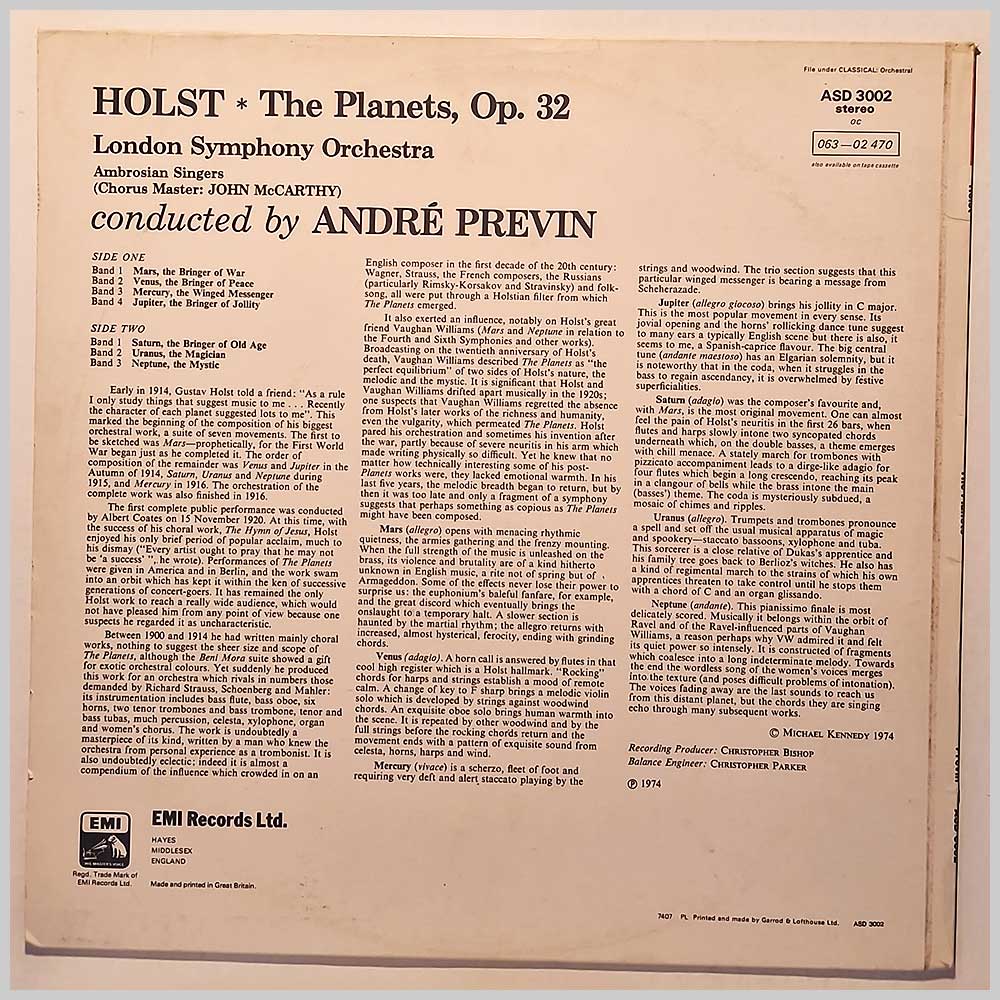 File under CLASSICAL: Orchestral
HOLST * The Planets, Op. 32
ASD 3002
stereo
OC
063—02 470
also available on tape cassette
London Symphony Orchestra
Ambrosian Singers
(Chorus Master: JOHN McCARTHY)
conducted by ANDRÉ PREVIN
SIDE ONE
Band 1 Mars, the Bringer of War
Band 2 Venus, the Bringer of Peace
Band 3 Mercury, the Winged Messenger
Band 4 Jupiter, the Bringer of Jollity
SIDE TWO
Band 1 Saturn, the Bringer of Old Age
Band 2 Uranus, the Magician
Band 3 Neptune, the Mystic
Early in 1914, Gustav Holst told a friend: "As a rule
I only study things that suggest music to me . . . Recently
the character of each planet suggested lots to me". This
marked the beginning of the composition of his biggest
orchestral work, a suite of seven movements. The first to
be sketched was Mars—prophetically, for the First World
War began just as he completed it. The order of
composition of the remainder was Venus and Jupiter in the
Autumn of 1914, Saturn, Uranus and Neptune during
1915, and Mercury in 1916. The orchestration of the
complete work was also finished in 1916.
The first complete public performance was conducted
by Albert Coates on 15 November 1920. At this time, with
the success of his choral work, The Hymn of Jesus, Holst
enjoyed his only brief period of popular acclaim, much to
his dismay ("Every artist ought to pray that he may not
be 'a success' ", he wrote). Performances of The Planets
were given in America and in Berlin, and the work swam
into an orbit which has kept it within the ken of successive
generations of concert-goers. It has remained the only
Holst work to reach a really wide audience, which would
not have pleased him from any point of view because one
suspects he regarded it as uncharacteristic.
Between 1900 and 1914 he had written mainly choral
works, nothing to suggest the sheer size and scope of
The Planets, although the Beni Mora suite showed a gift
for exotic orchestral colours. Yet suddenly he produced
this work for an orchestra which rivals in numbers those
demanded by Richard Strauss, Schoenberg and Mahler:
its instrumentation includes bass flute, bass oboe, six
horns, two tenor trombones and bass trombone, tenor and
bass tubas, much percussion, celesta, xylophone, organ
and women's chorus. The work is undoubtedly a
masterpiece of its kind, written by a man who knew the
orchestra from personal experience as a trombonist. It is
also undoubtedly eclectic; indeed it is almost a
compendium of the influence which crowded in on an
English composer in the first decade of the 20th century:
Wagner, Strauss, the French composers, the Russians
(particularly Rimsky-Korsakov and Stravinsky) and folk-
song, all were put through a Holstian filter from which
The Planets emerged.
It also exerted an influence, notably on Holst's great
friend Vaughan Williams (Mars and Neptune in relation to
the Fourth and Sixth Symphonies and other works).
Broadcasting on the twentieth anniversary of Holst's
death, Vaughan Williams described The Planets as "the
perfect equilibrium" of two sides of Holst's nature, the
melodic and the mystic. It is significant that Holst and
Vaughan Williams drifted apart musically in the 1920s;
one suspects that Vaughan Williams regretted the absence
from Holst's later works of the richness and humanity,
even the vulgarity, which permeated The Planets. Holst
pared his orchestration and sometimes his invention after
the war, partly because of severe neuritis in his arm which
made writing physically so difficult. Yet he knew that no
matter how technically interesting some of his post-
Planets works were, they lacked emotional warmth. In his
last five years, the melodic breadth began to return, but by
then it was too late and only a fragment of a symphony
suggests that perhaps something as copious as The Planets
might have been composed.
Mars (allegro) opens with menacing rhythmic
quietness, the armies gathering and the frenzy mounting.
When the full strength of the music is unleashed on the
brass, its violence and brutality are of a kind hitherto
unknown in English music, a rite not of spring but of
Armageddon. Some of the effects never lose their power to
surprise us: the euphonium's baleful fanfare, for example,
and the great discord which eventually brings the
onslaught to a temporary halt. A slower section is
haunted by the martial rhythm; the allegro returns with
increased, almost hysterical, ferocity, ending with grinding
chords.
Venus (adagio). A horn call is answered by flutes in that
cool high register which is a Holst hallmark. "Rocking"
chords for harps and strings establish a mood of remote
calm. A change of key to F sharp brings a melodic violin
solo which is developed by strings against woodwind
chords. An exquisite oboe solo brings human warmth into
the scene. It is repeated by other woodwind and by the
full strings before the rocking chords return and the
movement ends with a pattern of exquisite sound from
celesta, horns, harps and wind.
Mercury (vivace) is a scherzo, fleet of foot and
requiring very deft and alert staccato playing by the
strings and woodwind. The trio section suggests that this
particular winged messenger is bearing a message from
Scheherazade.
Jupiter (allegro giocoso) brings his jollity in C major.
This is the most popular movement in every sense. Its
jovial opening and the horns' rollicking dance tune suggest
to many ears a typically English scene but there is also, it
seems to me, a Spanish-caprice flavour. The big central
tune (andante maestoso) has an Elgarian solemnity, but it
is noteworthy that in the coda, when it struggles in the
bass to regain ascendancy, it is overwhelmed by festive
superficialities.
Saturn (adagio) was the composer's favourite and,
with Mars, is the most original movement. One can almost
feel the pain of Holst's neuritis in the first 26 bars, when
flutes and harps slowly intone two syncopated chords
underneath which, on the double basses, a theme emerges
with chill menace. A stately march for trombones with
pizzicato accompaniment leads to a dirge-like adagio for
four flutes which begin a long crescendo, reaching its peak
in a clangour of bells while the brass intone the main
(basses') theme. The coda is mysteriously subdued, a
mosaic of chimes and ripples.
Uranus (allegro). Trumpets and trombones pronounce
a spell and set off the usual musical apparatus of magic
and spookery—staccato bassoons, xylophone and tuba.
This sorcerer is a close relative of Dukas's apprentice and
his family tree goes back to Berlioz's witches. He also has
a kind of regimental march to the strains of which his own
apprentices threaten to take control until he stops them
with a chord of C and an organ glissando.
Neptune (andante). This pianissimo finale is most
delicately scored. Musically it belongs within the orbit of
Ravel and of the Ravel-influenced parts of Vaughan
Williams, a reason perhaps why VW admired it and felt
its quiet power so intensely. It is constructed of fragments
which coalesce into a long indeterminate melody. Towards
the end the wordless song of the women's voices merges
into the texture (and poses difficult problems of intonation).
The voices fading away are the last sounds to reach us
from this distant planet, but the chords they are singing
echo through many subsequent works.
© MICHAEL KENNEDY 1974
Recording Producer: CHRISTOPHER BISHOP
Balance Engineer: CHRISTOPHER PARKER
℗ 1974
EMI
HIS MASTER'S VOICE
Regd. Trade Mark of
EMI Records Ltd.
EMI Records Ltd.
HAYES
MIDDLESEX
ENGLAND
Made and printed in Great Britain.
7407 PL Printed and made by Garrod & Lofthouse Ltd. ASD 3002